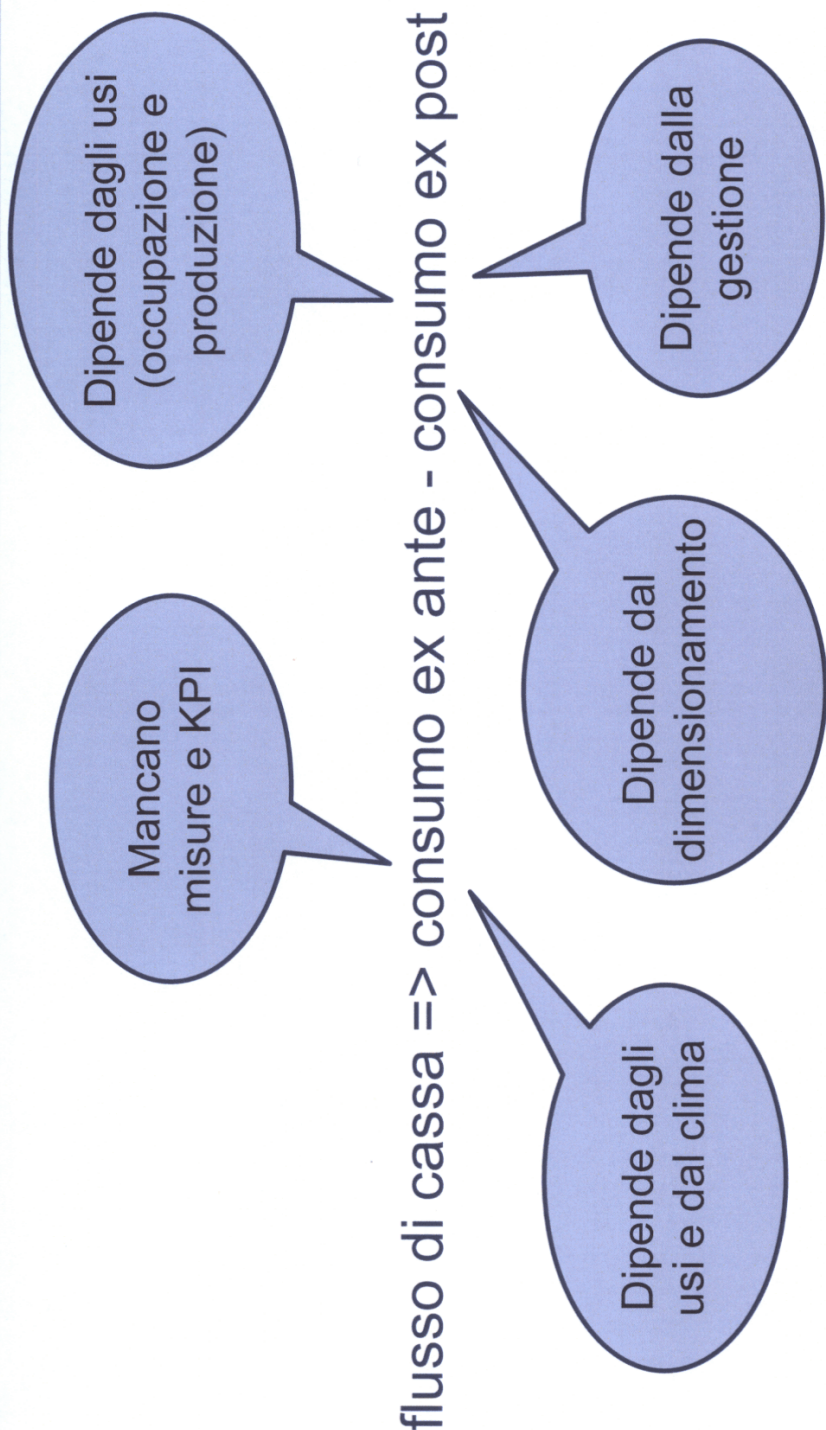 Mancano
misure e KPI
Dipende dagli usi
(occupazione e
produzione)
flusso di cassa => consumo ex ante - consumo ex post
Dipende dagli
usi e dal clima
Dipende dal
dimensionamento
Dipende dalla
gestione